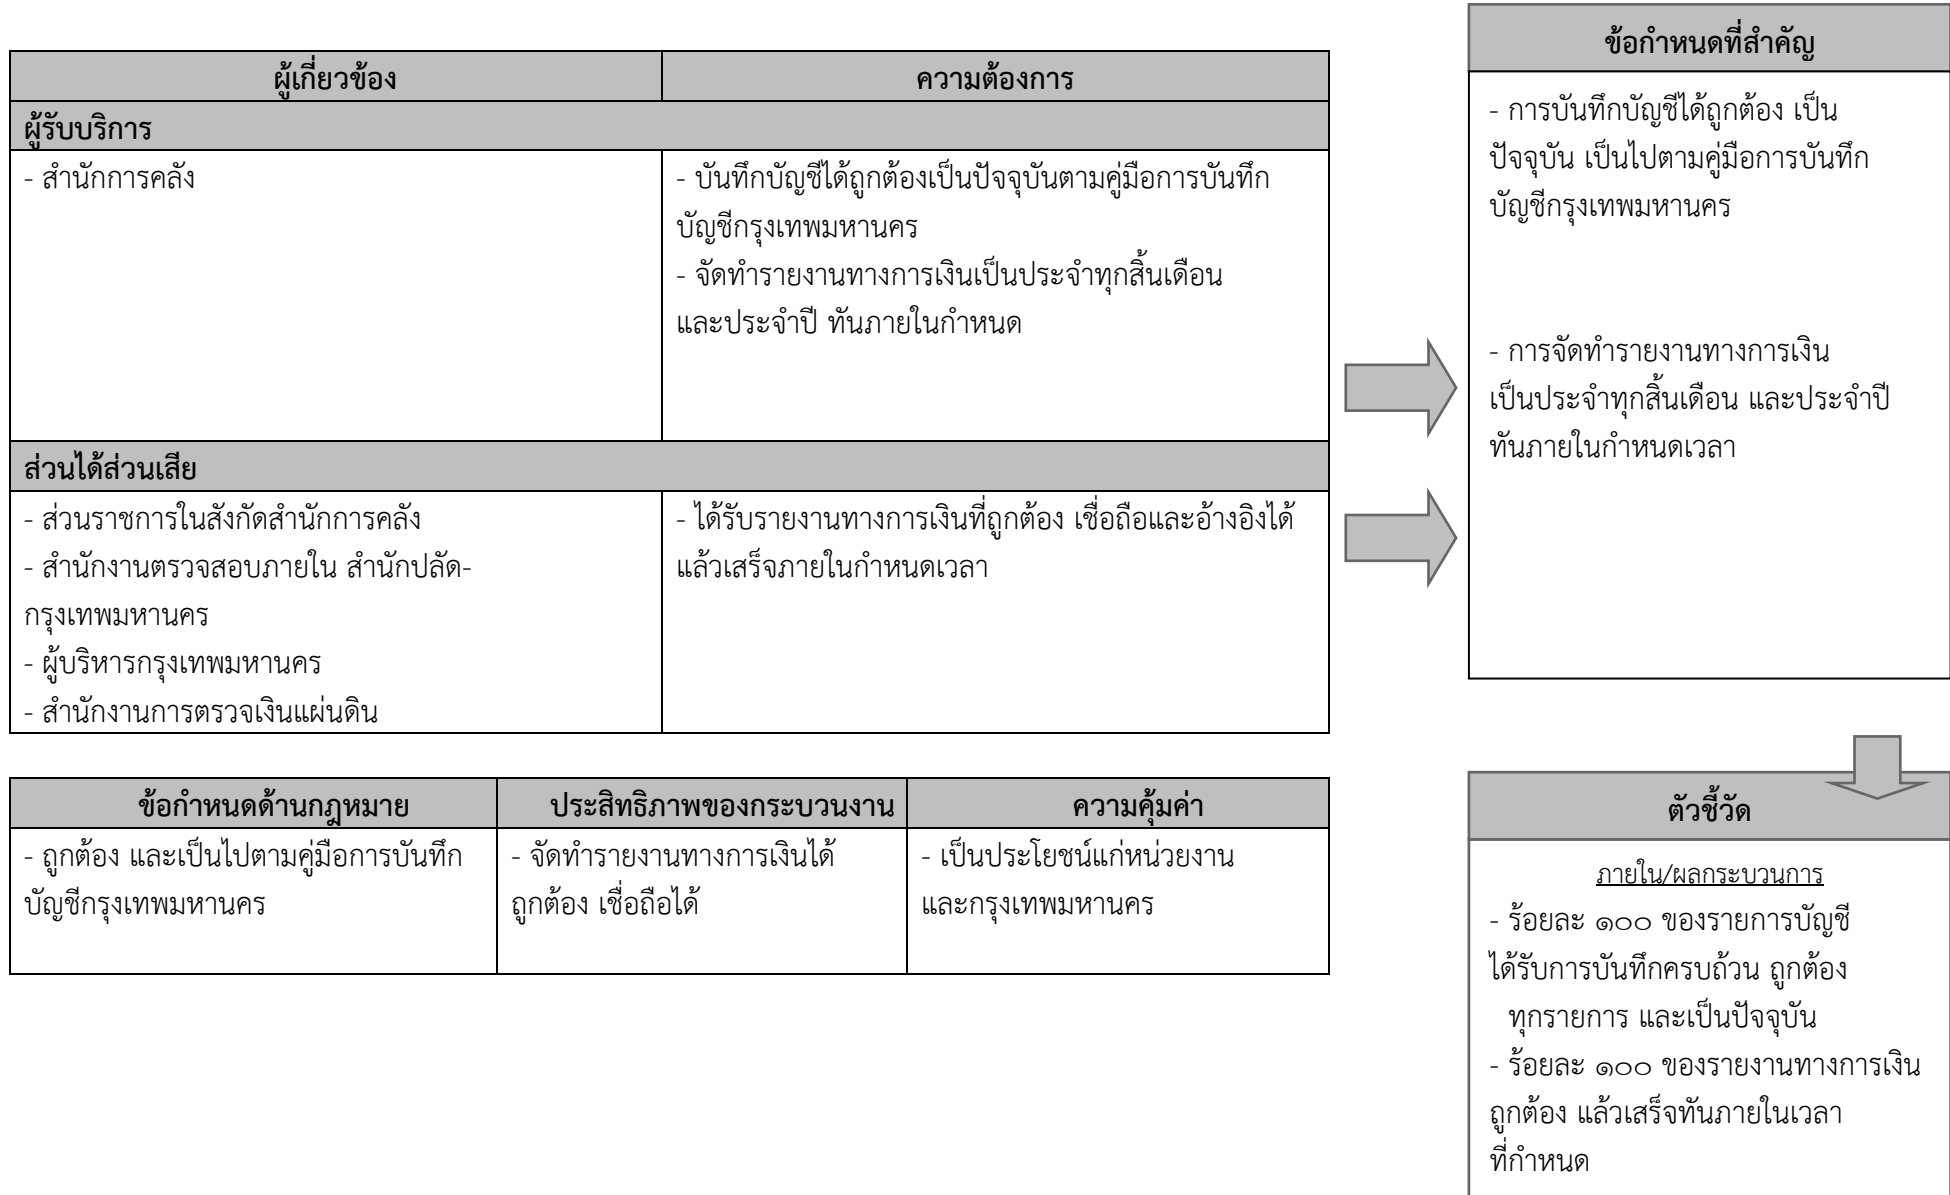 ผู้เกี่ยวข้อง
ความต้องการ
ผู้รับบริการ
- สำนักการคลัง
- บันทึกบัญชีได้ถูกต้องเป็นปัจจุบันตามคู่มือการบันทึก
บัญชีกรุงเทพมหานคร
- จัดทำรายงานทางการเงินเป็นประจำทุกสิ้นเดือน
และประจำปี ทันภายในกำหนด
ส่วนได้ส่วนเสีย
- ส่วนราชการในสังกัดสำนักการคลัง
- สำนักงานตรวจสอบภายใน สำนักปลัด-
กรุงเทพมหานคร
- ผู้บริหารกรุงเทพมหานคร
- สำนักงานการตรวจเงินแผ่นดิน
- ได้รับรายงานทางการเงินที่ถูกต้อง เชื่อถือและอ้างอิงได้
แล้วเสร็จภายในกำหนดเวลา
ข้อกำหนดที่สำคัญ
- การบันทึกบัญชีได้ถูกต้อง เป็น
ปัจจุบัน เป็นไปตามคู่มือการบันทึก
บัญชีกรุงเทพมหานคร
- การจัดทำรายงานทางการเงิน
เป็นประจำทุกสิ้นเดือน และประจำปี
ทันภายในกำหนดเวลา
ข้อกำหนดด้านกฎหมาย
ประสิทธิภาพของกระบวนงาน
ความคุ้มค่า
- ถูกต้อง และเป็นไปตามคู่มือการบันทึก
บัญชีกรุงเทพมหานคร
- จัดทำรายงานทางการเงินได้
ถูกต้อง เชื่อถือได้
- เป็นประโยชน์แก่หน่วยงาน
และกรุงเทพมหานคร
ตัวชี้วัด
ภายใน/ผลกระบวนการ
- ร้อยละ ๑๐๐ ของรายการบัญชี
ได้รับการบันทึกครบถ้วน ถูกต้อง
ทุกรายการ และเป็นปัจจุบัน
- ร้อยละ ๑๐๐ ของรายงานทางการเงิน
ถูกต้อง แล้วเสร็จทันภายในเวลา
ที่กำหนด